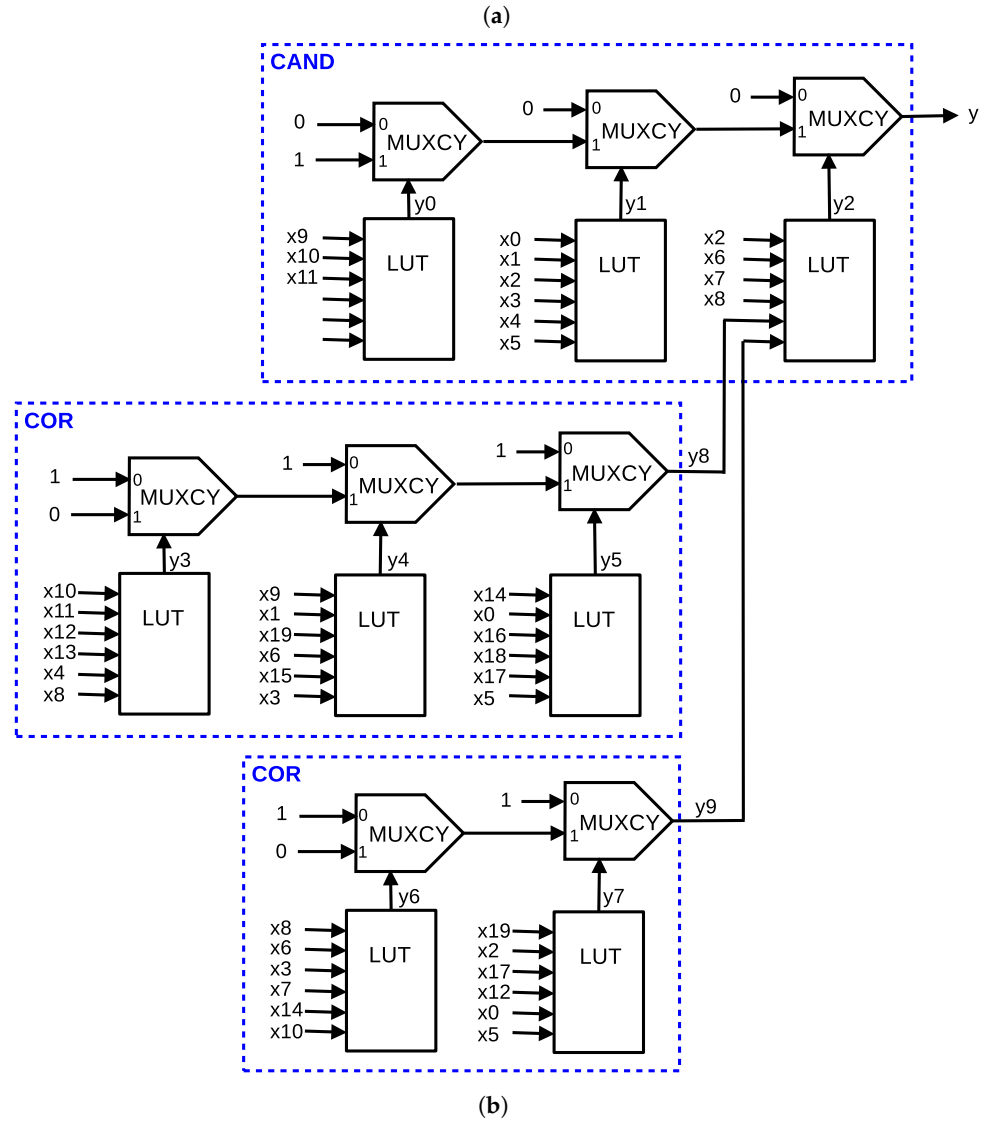 (a)
CAND
0 0 MUXCY
1 1
0 0 MUXCY
1
0 0 MUXCY
1
y
y0
y1
y2
x9
x10
x11
LUT
x0
x1
x2
x3
x4
x5
LUT
x2
x6
x7
x8
LUT
COR
1 0 MUXCY
0 1
1 0 MUXCY
1
1 0 MUXCY
1
y8
y3
y4
y5
x10
x11
x12
x13
x4
x8
LUT
x9
x1
x19
x6
x15
x3
LUT
x14
x0
x16
x18
x17
x5
LUT
COR
1 0 MUXCY
0 1
1 0 MUXCY
1
y9
y6
y7
x8
x6
x3
x7
x14
x10
LUT
x19
x2
x17
x12
x0
x5
LUT
(b)